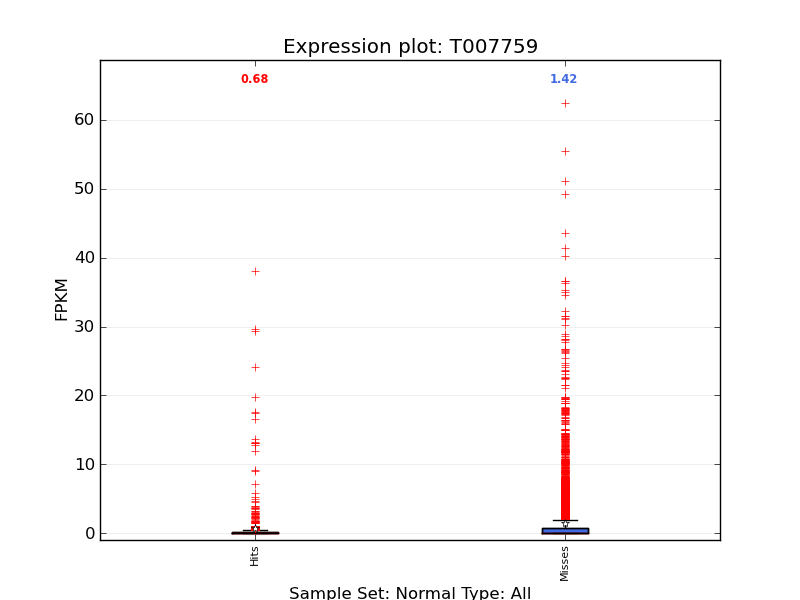 Expression plot: T007759
0.68
1.42
60
50
40
30
20
10
0
FPKM
Hits
Misses
Sample Set: Normal Type: All